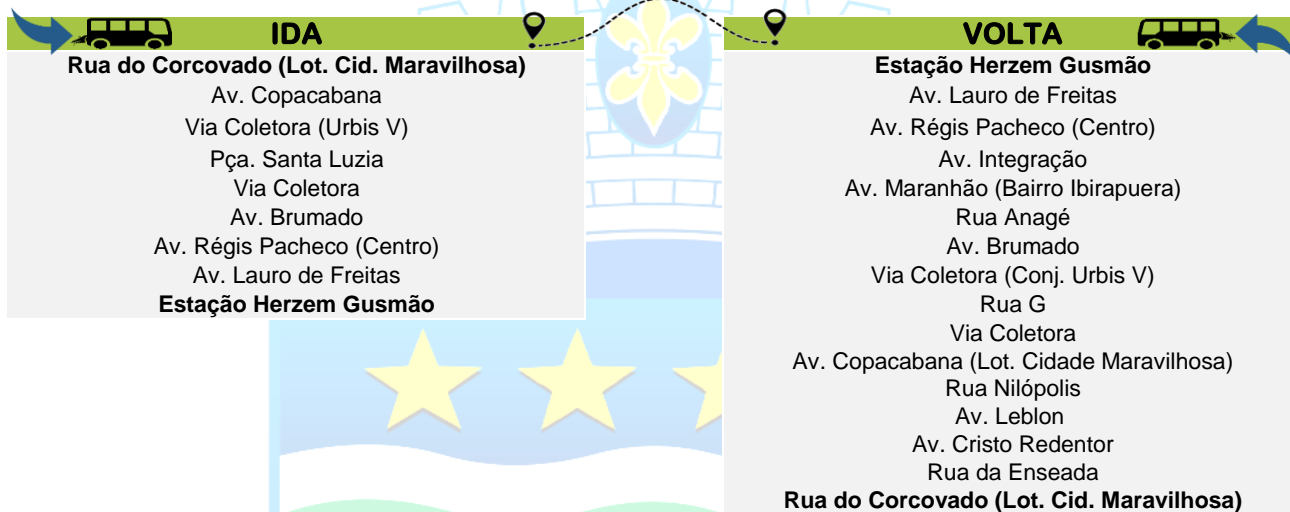 IDA
Rua do Corcovado (Lot. Cid. Maravilhosa)
Av. Copacabana
Via Coletora (Urbis V)
Pça. Santa Luzia
Via Coletora
Av. Brumado
Av. Régis Pacheco (Centro)
Av. Lauro de Freitas
Estação Herzem Gusmão
VOLTA
Estação Herzem Gusmão
Av. Lauro de Freitas
Av. Régis Pacheco (Centro)
Av. Integração
Av. Maranhão (Bairro Ibirapuera)
Rua Anagé
Av. Brumado
Via Coletora (Conj. Urbis V)
Rua G
Via Coletora
Av. Copacabana (Lot. Cidade Maravilhosa)
Rua Nilópolis
Av. Leblon
Av. Cristo Redentor
Rua da Enseada
Rua do Corcovado (Lot. Cid. Maravilhosa)